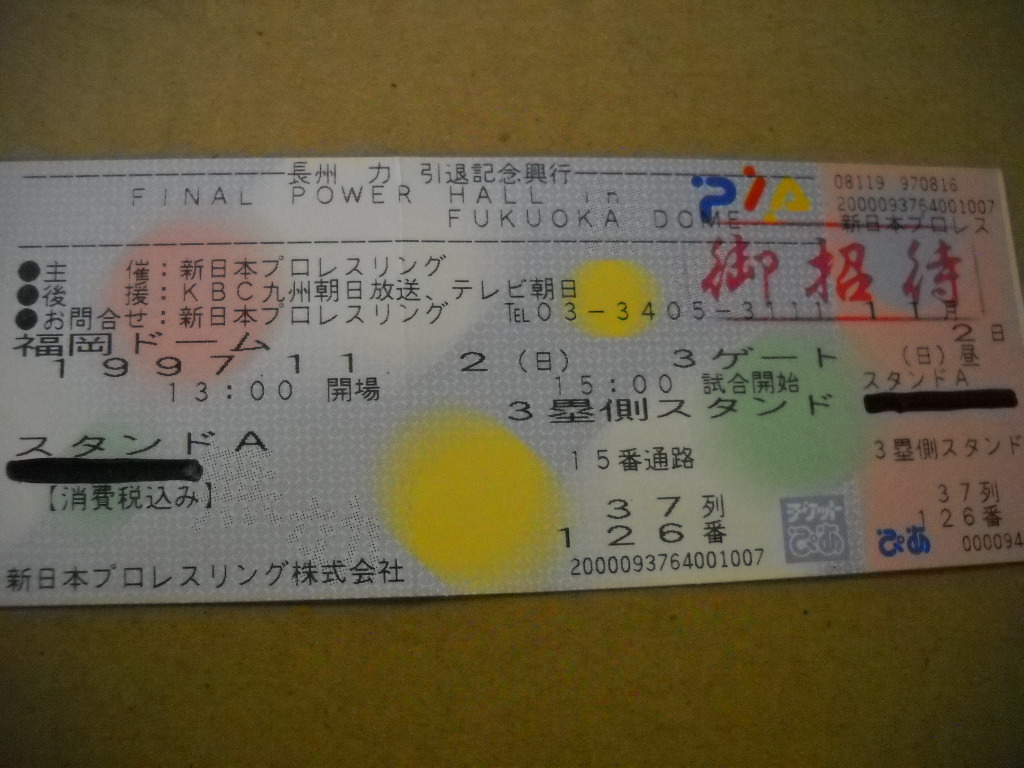 長州 力 引退記念興行
FINAL POWER HALL in
FUKUOKA DOME
●主 催：新日本プロレスリング
●後 援：KBC九州朝日放送、テレビ朝日
●お問合せ：新日本プロレスリング ℡03-3405-3111
福岡ドーム
1997 11 2（日） 3ゲート
13:00 開場 15:00 試合開始
3塁側スタンド
スタンドA
15番通路
【消費税込み】
37列
126番
2000093764001007
新日本プロレスリング株式会社
チケットぴあ
PIA
御招待
08119 970816
2000093764001007
新日本プロレス
11月
2日
（日）昼
スタンドA
3塁側スタンド
37列
126番
ぴあ
000094